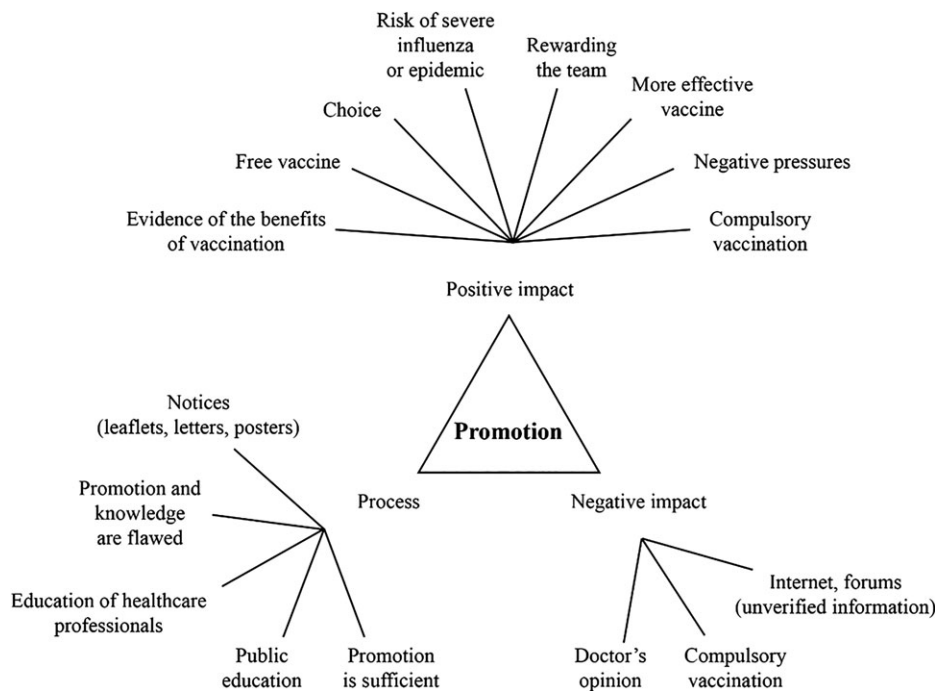 Risk of severe
influenza
or epidemic
Rewarding
the team
More effective
vaccine
Choice
Free vaccine
Negative pressures
Evidence of the benefits
of vaccination
Compulsory
vaccination
Positive impact
Promotion
Process
Negative impact
Notices
(leaflets, letters, posters)
Promotion and
knowledge
are flawed
Education of healthcare
professionals
Public
education
Promotion
is sufficient
Doctor's
opinion
Compulsory
vaccination
Internet, forums
(unverified information)